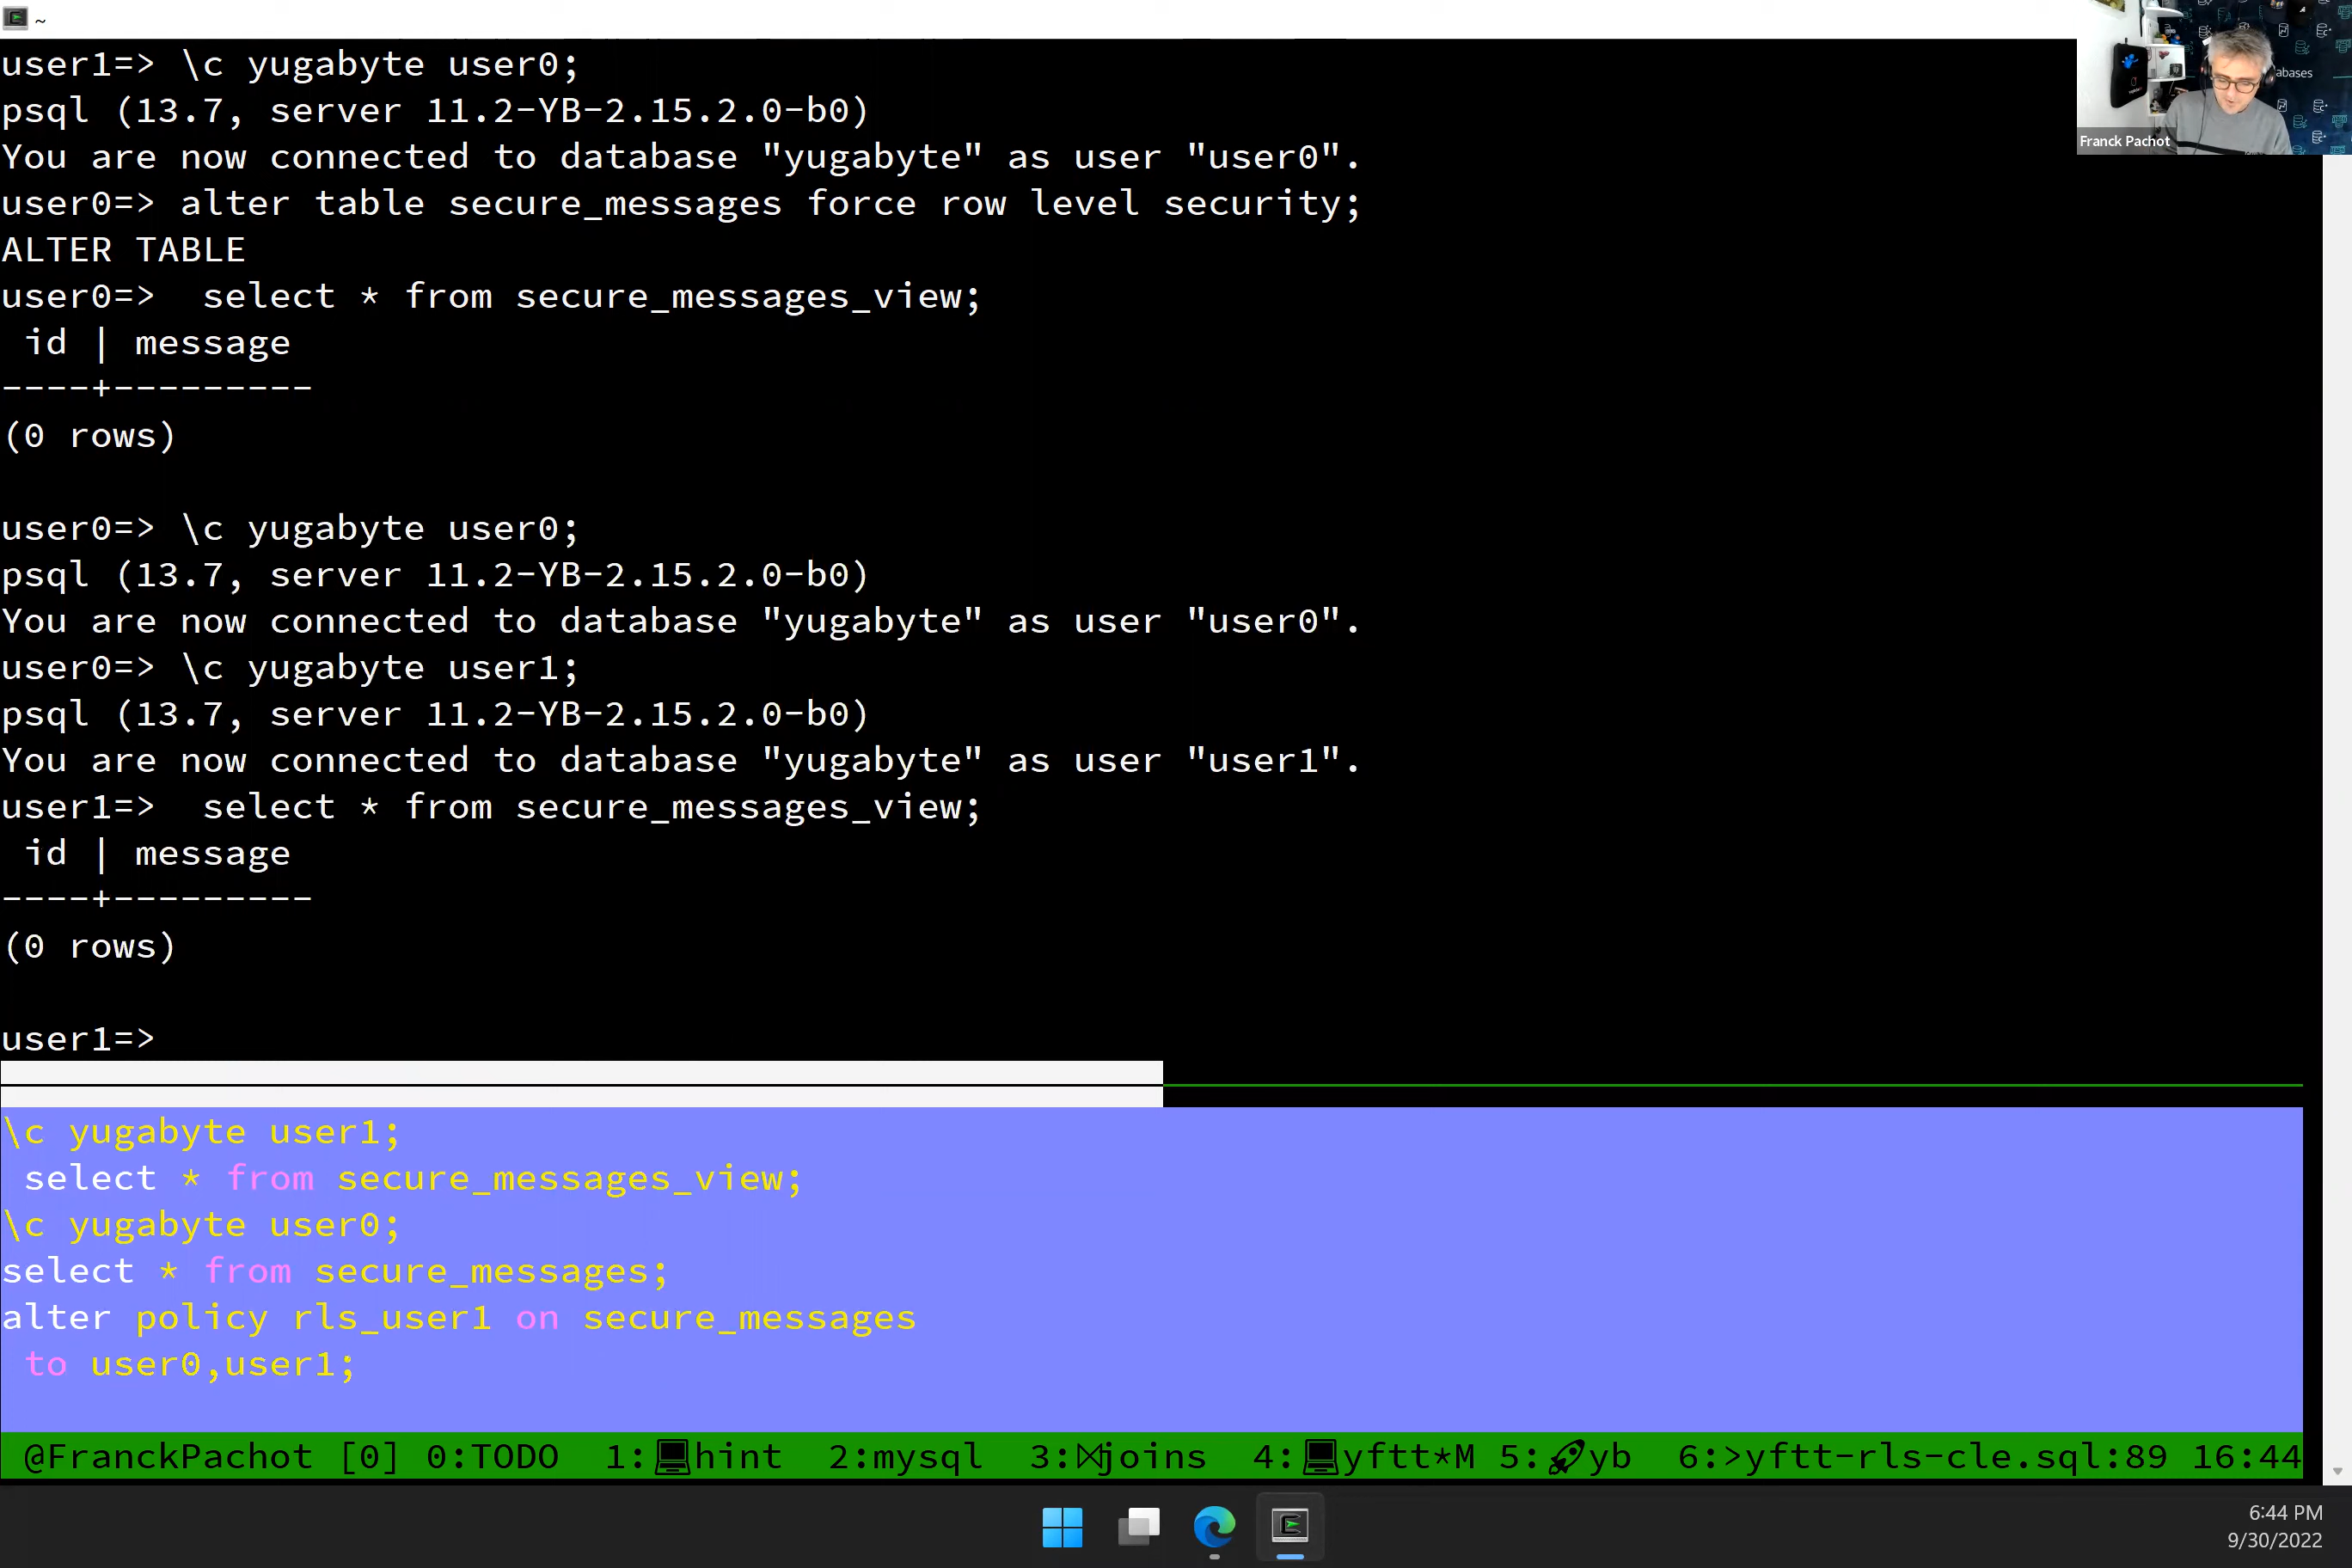 ~
user1=> \c yugabyte user0;
psql (13.7, server 11.2-YB-2.15.2.0-b0)
You are now connected to database "yugabyte" as user "user0".
user0=> alter table secure_messages force row level security;
ALTER TABLE
user0=>  select * from secure_messages_view;
 id | message
----+---------
(0 rows)
user0=> \c yugabyte user0;
psql (13.7, server 11.2-YB-2.15.2.0-b0)
You are now connected to database "yugabyte" as user "user0".
user0=> \c yugabyte user1;
psql (13.7, server 11.2-YB-2.15.2.0-b0)
You are now connected to database "yugabyte" as user "user1".
user1=>  select * from secure_messages_view;
 id | message
----+---------
(0 rows)
user1=>
\c yugabyte user1;
 select * from secure_messages_view;
\c yugabyte user0;
select * from secure_messages;
alter policy rls_user1 on secure_messages
 to user0,user1;
@FranckPachot [0] 0:TODO  1:💻hint  2:mysql  3:⋈joins  4:💻yftt*M 5:🚀yb  6:>yftt-rls-cle.sql:89 16:44
abases
Franck Pachot
6:44 PM
9/30/2022